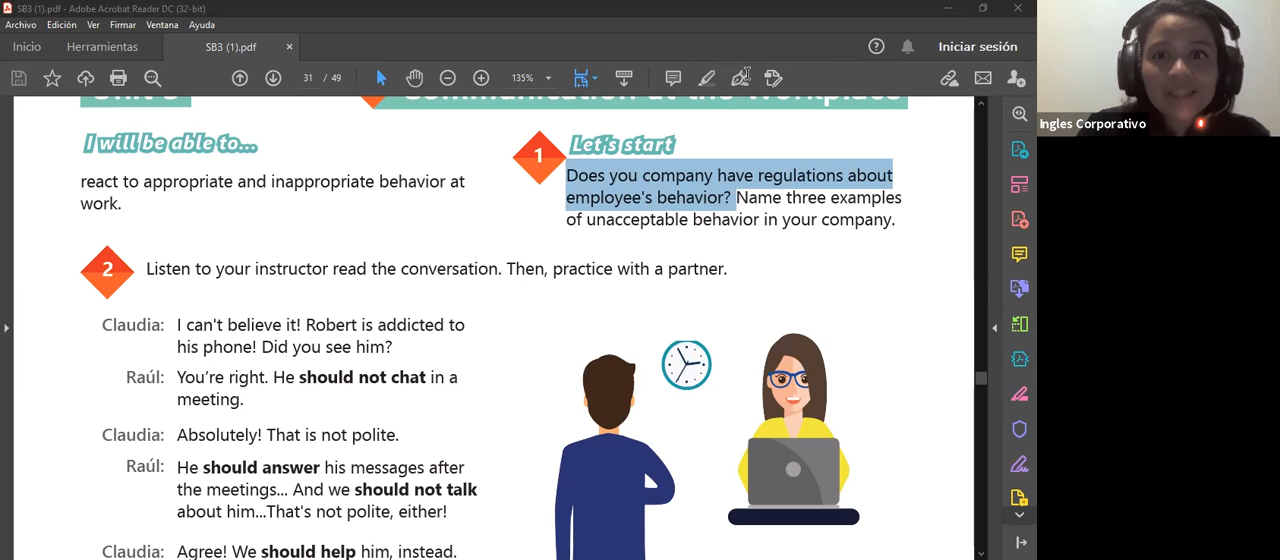 SB3 (1).pdf - Adobe Acrobat Reader DC (32-bit)
Archivo Edición Ver Firmar Ventana Ayuda
Inicio Herramientas SB3 (1).pdf × Iniciar sesión
31 / 49 135%
Ingles Corporativo
Communication at the Workplace
I will be able to...
react to appropriate and inappropriate behavior at
work.
1 Let's start
Does you company have regulations about
employee's behavior? Name three examples
of unacceptable behavior in your company.
2 Listen to your instructor read the conversation. Then, practice with a partner.
Claudia: I can't believe it! Robert is addicted to
his phone! Did you see him?
Raúl: You're right. He should not chat in a
meeting.
Claudia: Absolutely! That is not polite.
Raúl: He should answer his messages after
the meetings... And we should not talk
about him...That's not polite, either!
Claudia: Agree! We should help him, instead.